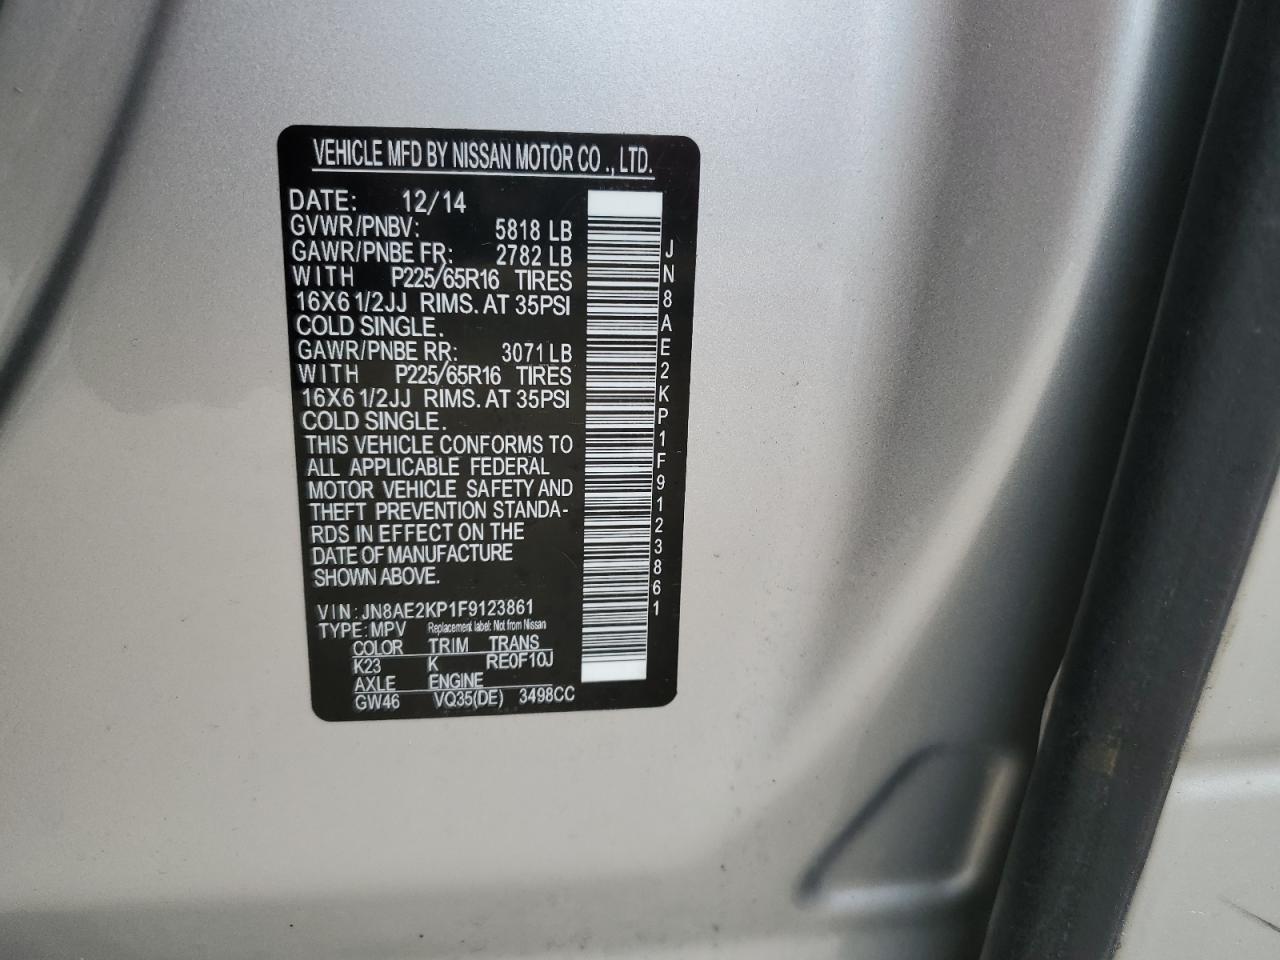 VEHICLE MFD BY NISSAN MOTOR CO ., LTD.
DATE: 12/14
GVWR/PNBV: 5818 LB
GAWR/PNBE FR: 2782 LB
WITH P225/65R16 TIRES
16X6 1/2JJ RIMS. AT 35PSI
COLD SINGLE.
GAWR/PNBE RR: 3071 LB
WITH P225/65R16 TIRES
16X6 1/2JJ RIMS. AT 35PSI
COLD SINGLE.
THIS VEHICLE CONFORMS TO
ALL APPLICABLE FEDERAL
MOTOR VEHICLE SAFETY AND
THEFT PREVENTION STANDA-
RDS IN EFFECT ON THE
DATE OF MANUFACTURE
SHOWN ABOVE.
VIN: JN8AE2KP1F9123861
TYPE: MPV Replacement label: Not from Nissan
COLOR TRIM TRANS
K23 K RE0F10J
AXLE ENGINE
GW46 VQ35(DE) 3498CC
JN8AE2KP1F9123861